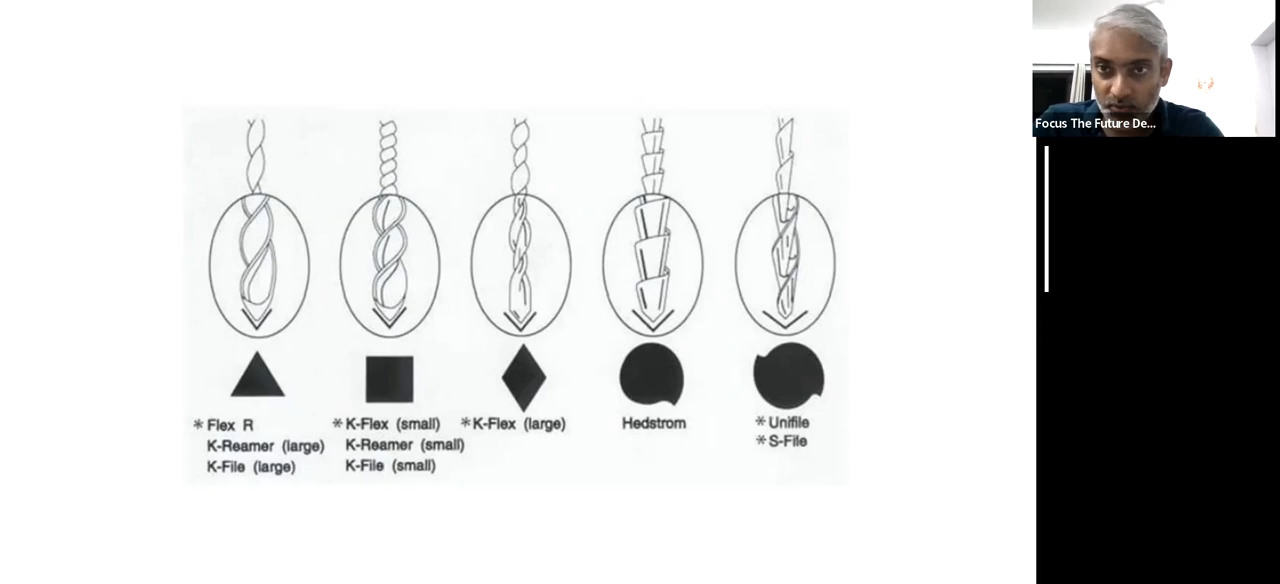 Focus The Future De...
* Flex R
K-Reamer (large)
K-File (large)
* K-Flex (small)
K-Reamer (small)
K-File (small)
* K-Flex (large)
Hedstrom
* Unifile
* S-File